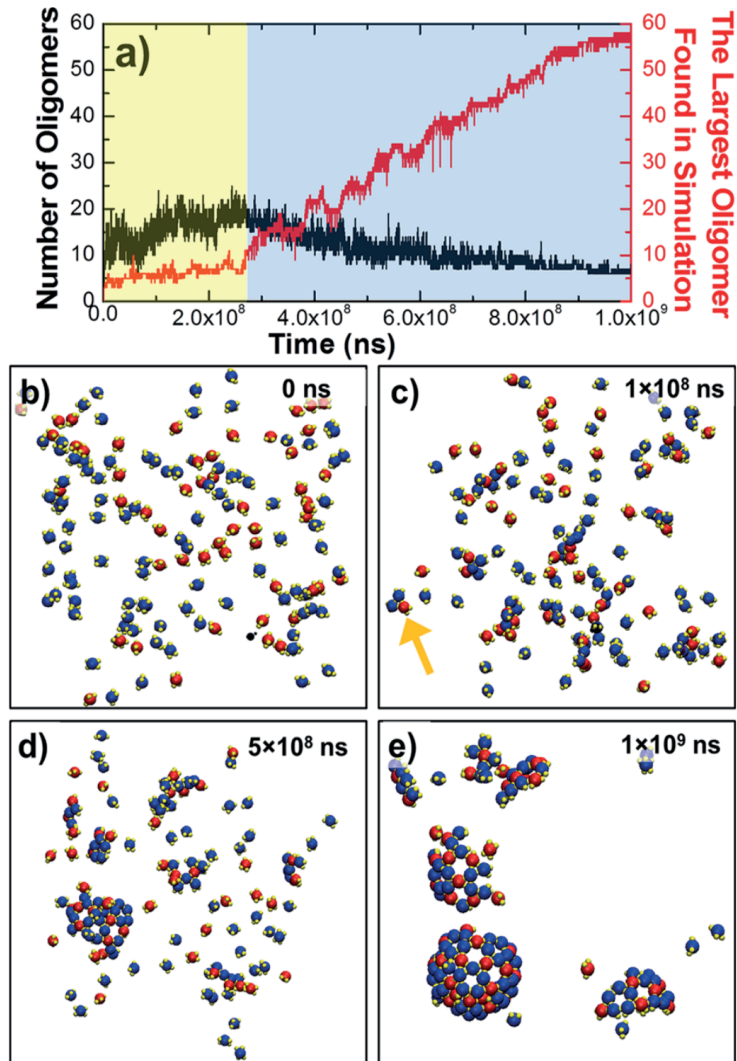 a)
Number of Oligomers
The Largest Oligomer
Found in Simulation
60
50
40
30
20
10
0
60
50
40
30
20
10
0
0.0
2.0x10⁸
4.0x10⁸
6.0x10⁸
8.0x10⁸
1.0x10⁹
Time (ns)
b)
0 ns
c)
1×10⁸ ns
d)
5×10⁸ ns
e)
1×10⁹ ns